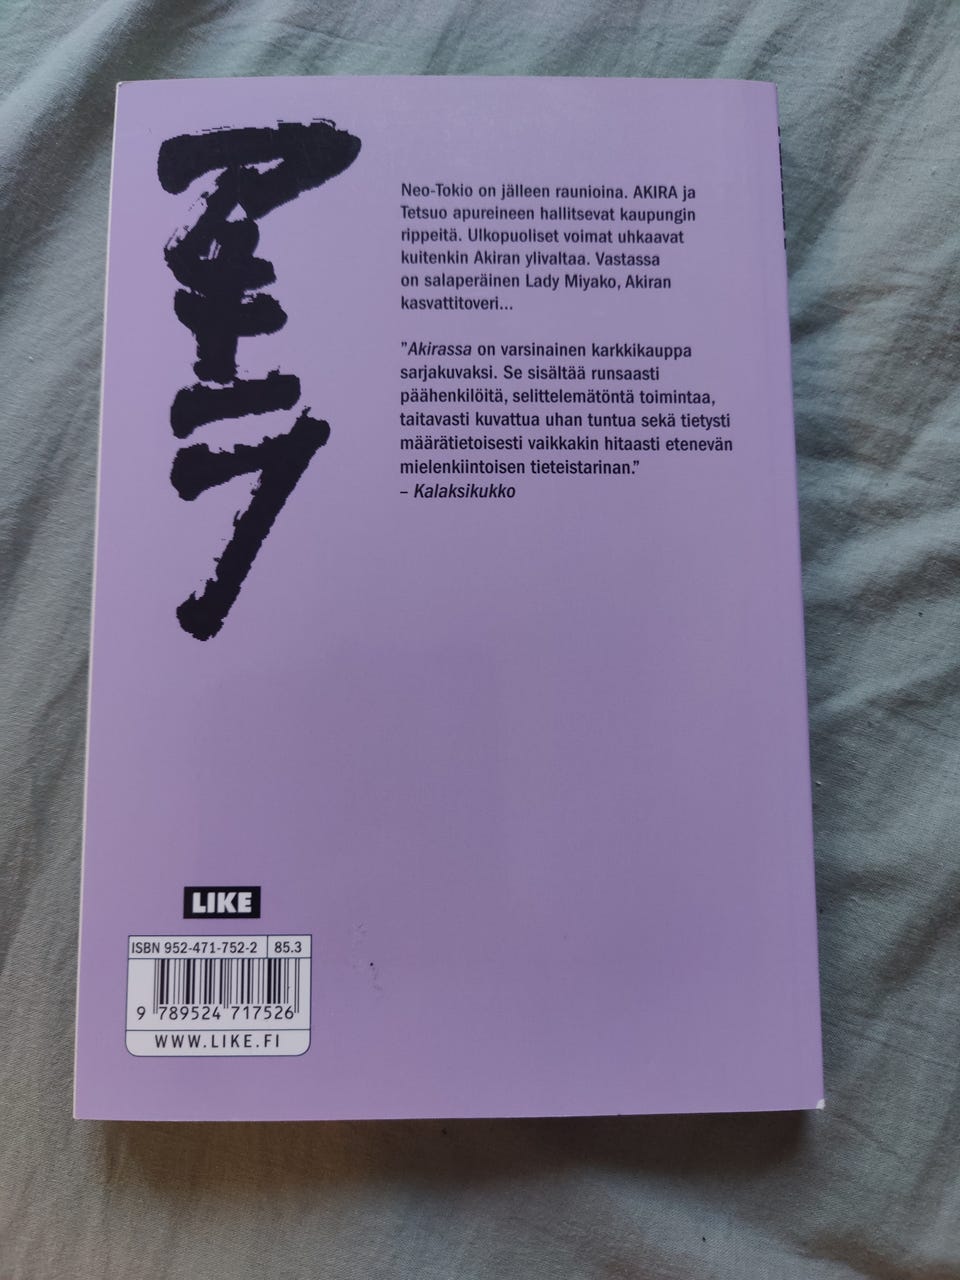 アキラ
Neo-Tokio on jälleen raunioina. AKIRA ja
Tetsuo apureineen hallitsevat kaupungin
rippeitä. Ulkopuoliset voimat uhkaavat
kuitenkin Akiran ylivaltaa. Vastassa
on salaperäinen Lady Miyako, Akiran
kasvattitoveri...
”Akirassa on varsinainen karkkikauppa
sarjakuvaksi. Se sisältää runsaasti
päähenkilöitä, selittelemätöntä toimintaa,
taitavasti kuvattua uhan tuntua sekä tietysti
määrätietoisesti vaikkakin hitaasti etenevän
mielenkiintoisen tieteistarinan.”
– Kalaksikukko
LIKE
ISBN 952-471-752-2 85.3
9 789524 717526
WWW.LIKE.FI